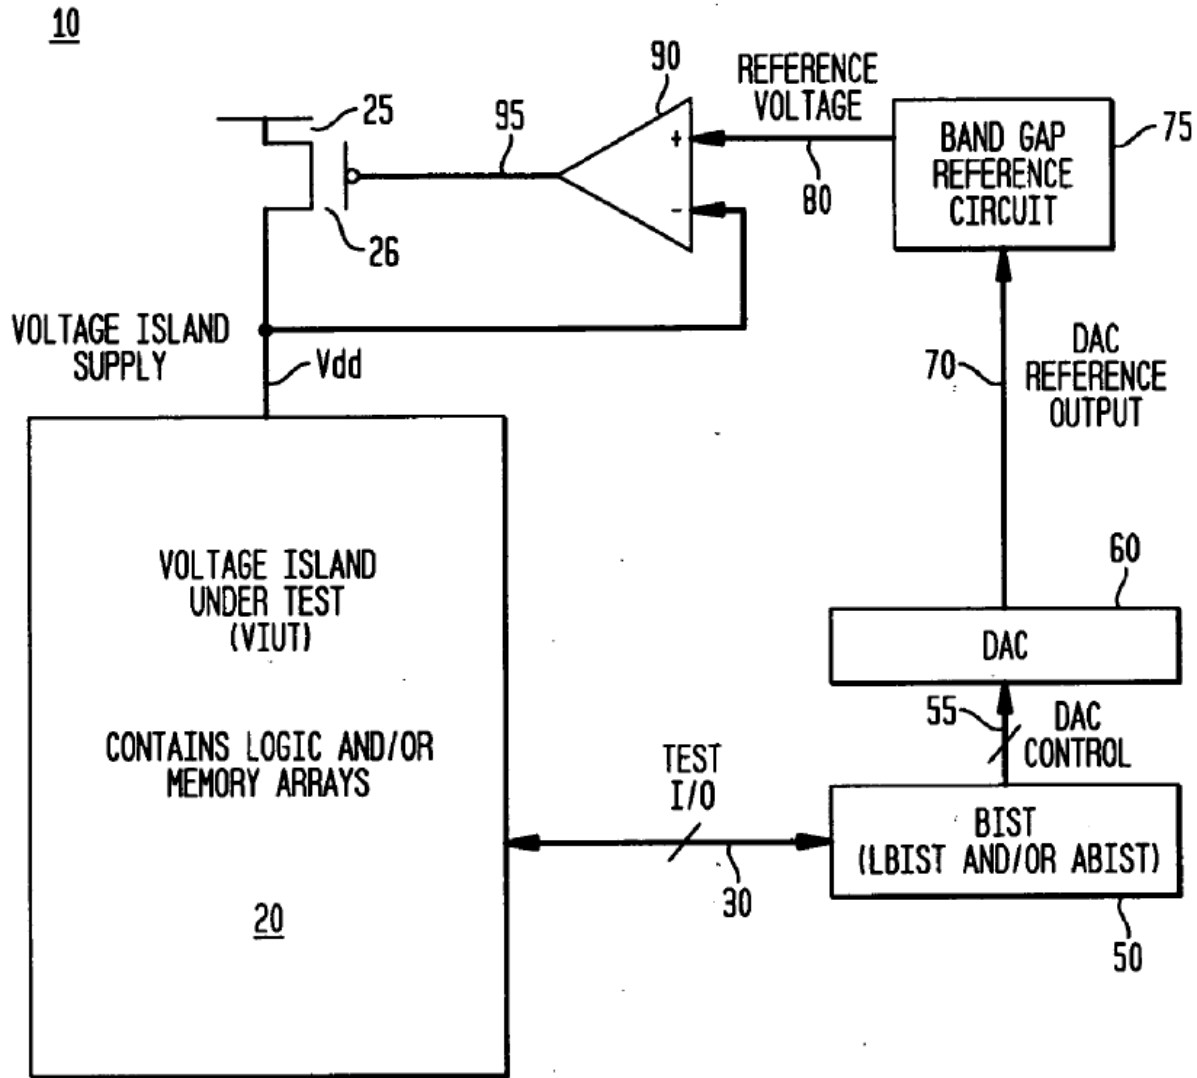 10
25
95
90
REFERENCE
VOLTAGE
+
-
80
BAND GAP
REFERENCE
CIRCUIT
75
26
VOLTAGE ISLAND
SUPPLY
Vdd
70
DAC
REFERENCE
OUTPUT
VOLTAGE ISLAND
UNDER TEST
(VIUT)
CONTAINS LOGIC AND/OR
MEMORY ARRAYS
20
60
DAC
55
DAC
CONTROL
TEST
I/O
30
BIST
(LBIST AND/OR ABIST)
50